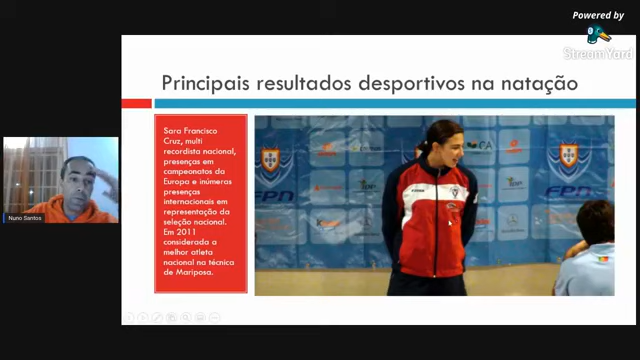 Powered by
StreamYard
Principais resultados desportivos na natação
Sara Francisco
Cruz, multi
recordista nacional,
presenças em
campeonatos da
Europa e inúmeras
presenças
internacionais em
representação da
seleção nacional.
Em 2011
considerada a
melhor atleta
nacional na técnica
de Mariposa.
FPN
FPN
Nuno Santos